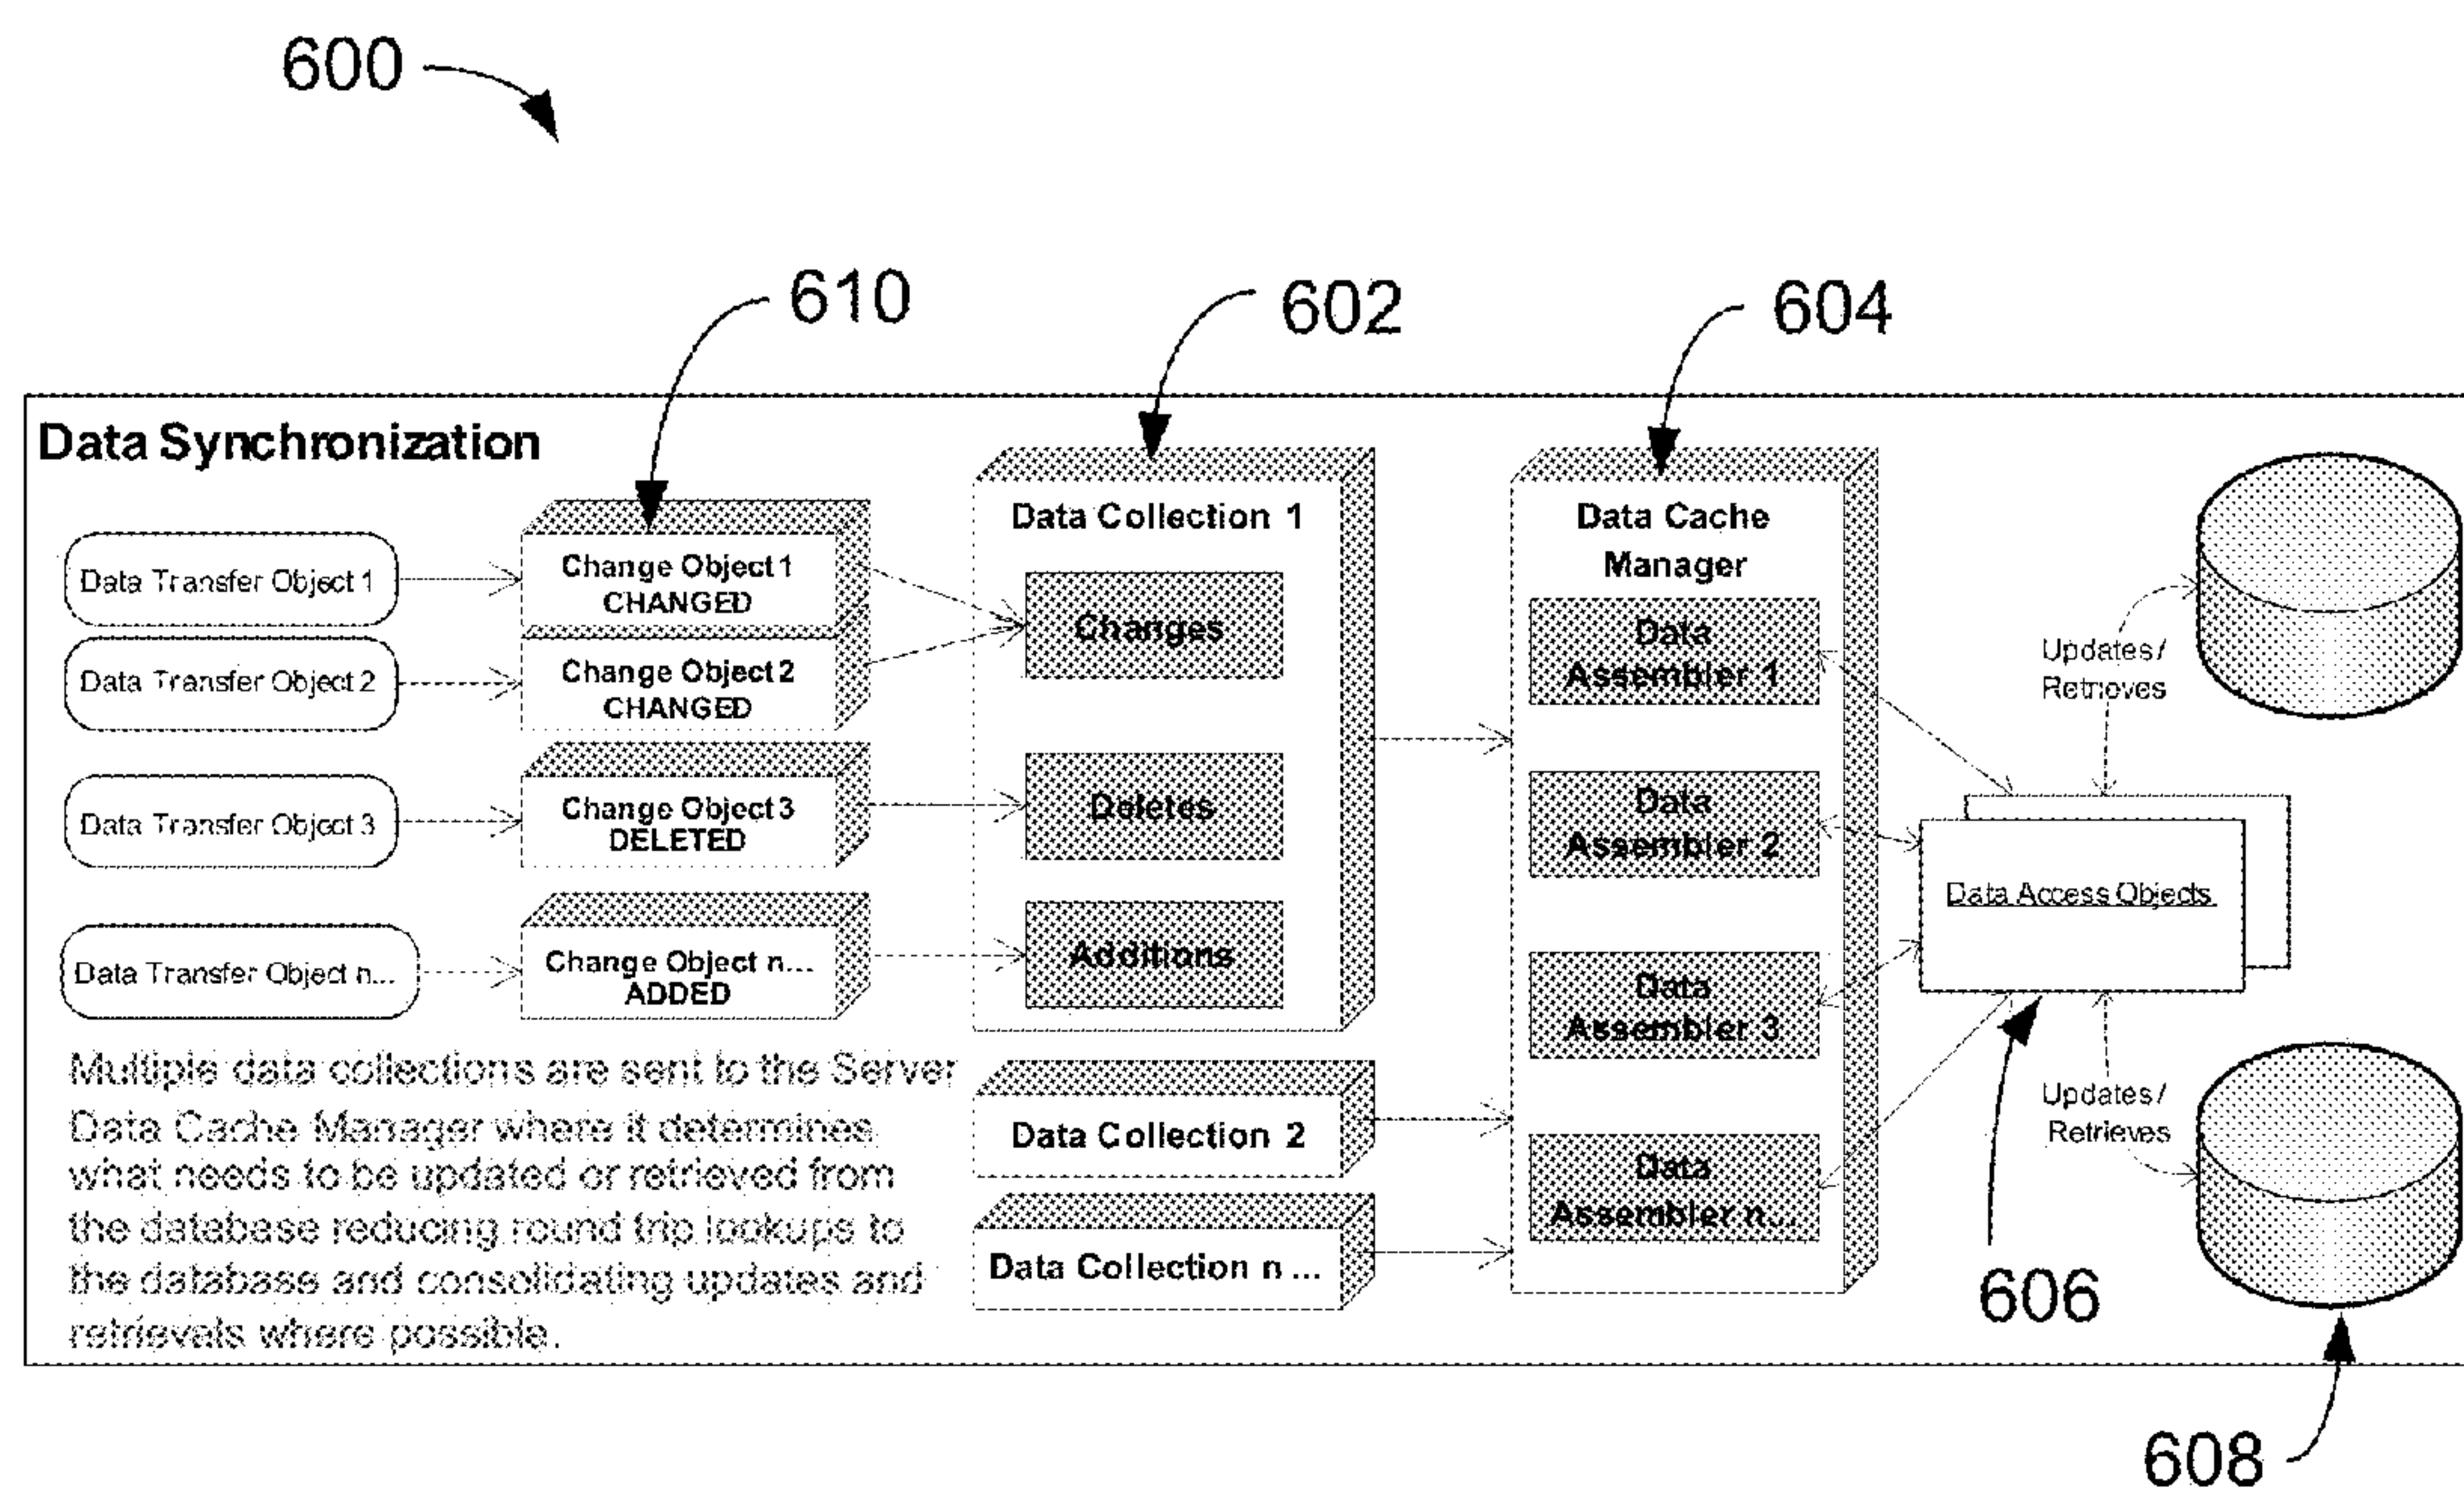 600
610
602
604
Data Synchronization
Data Transfer Object 1
Data Transfer Object 2
Data Transfer Object 3
Data Transfer Object n...
Change Object 1
CHANGED
Change Object 2
CHANGED
Change Object 3
DELETED
Change Object n...
ADDED
Data Collection 1
Changes
Deletes
Additions
Data Collection 2
Data Collection n ...
Data Cache
Manager
Data
Assembler 1
Data
Assembler 2
Data
Assembler 3
Data
Assembler n...
Updates /
Retrieves
Data Access Objects
Updates /
Retrieves
Multiple data collections are sent to the Server
Data Cache Manager where it determines
what needs to be updated or retrieved from
the database reducing round trip lookups to
the database and consolidating updates and
retrievals where possible.
606
608